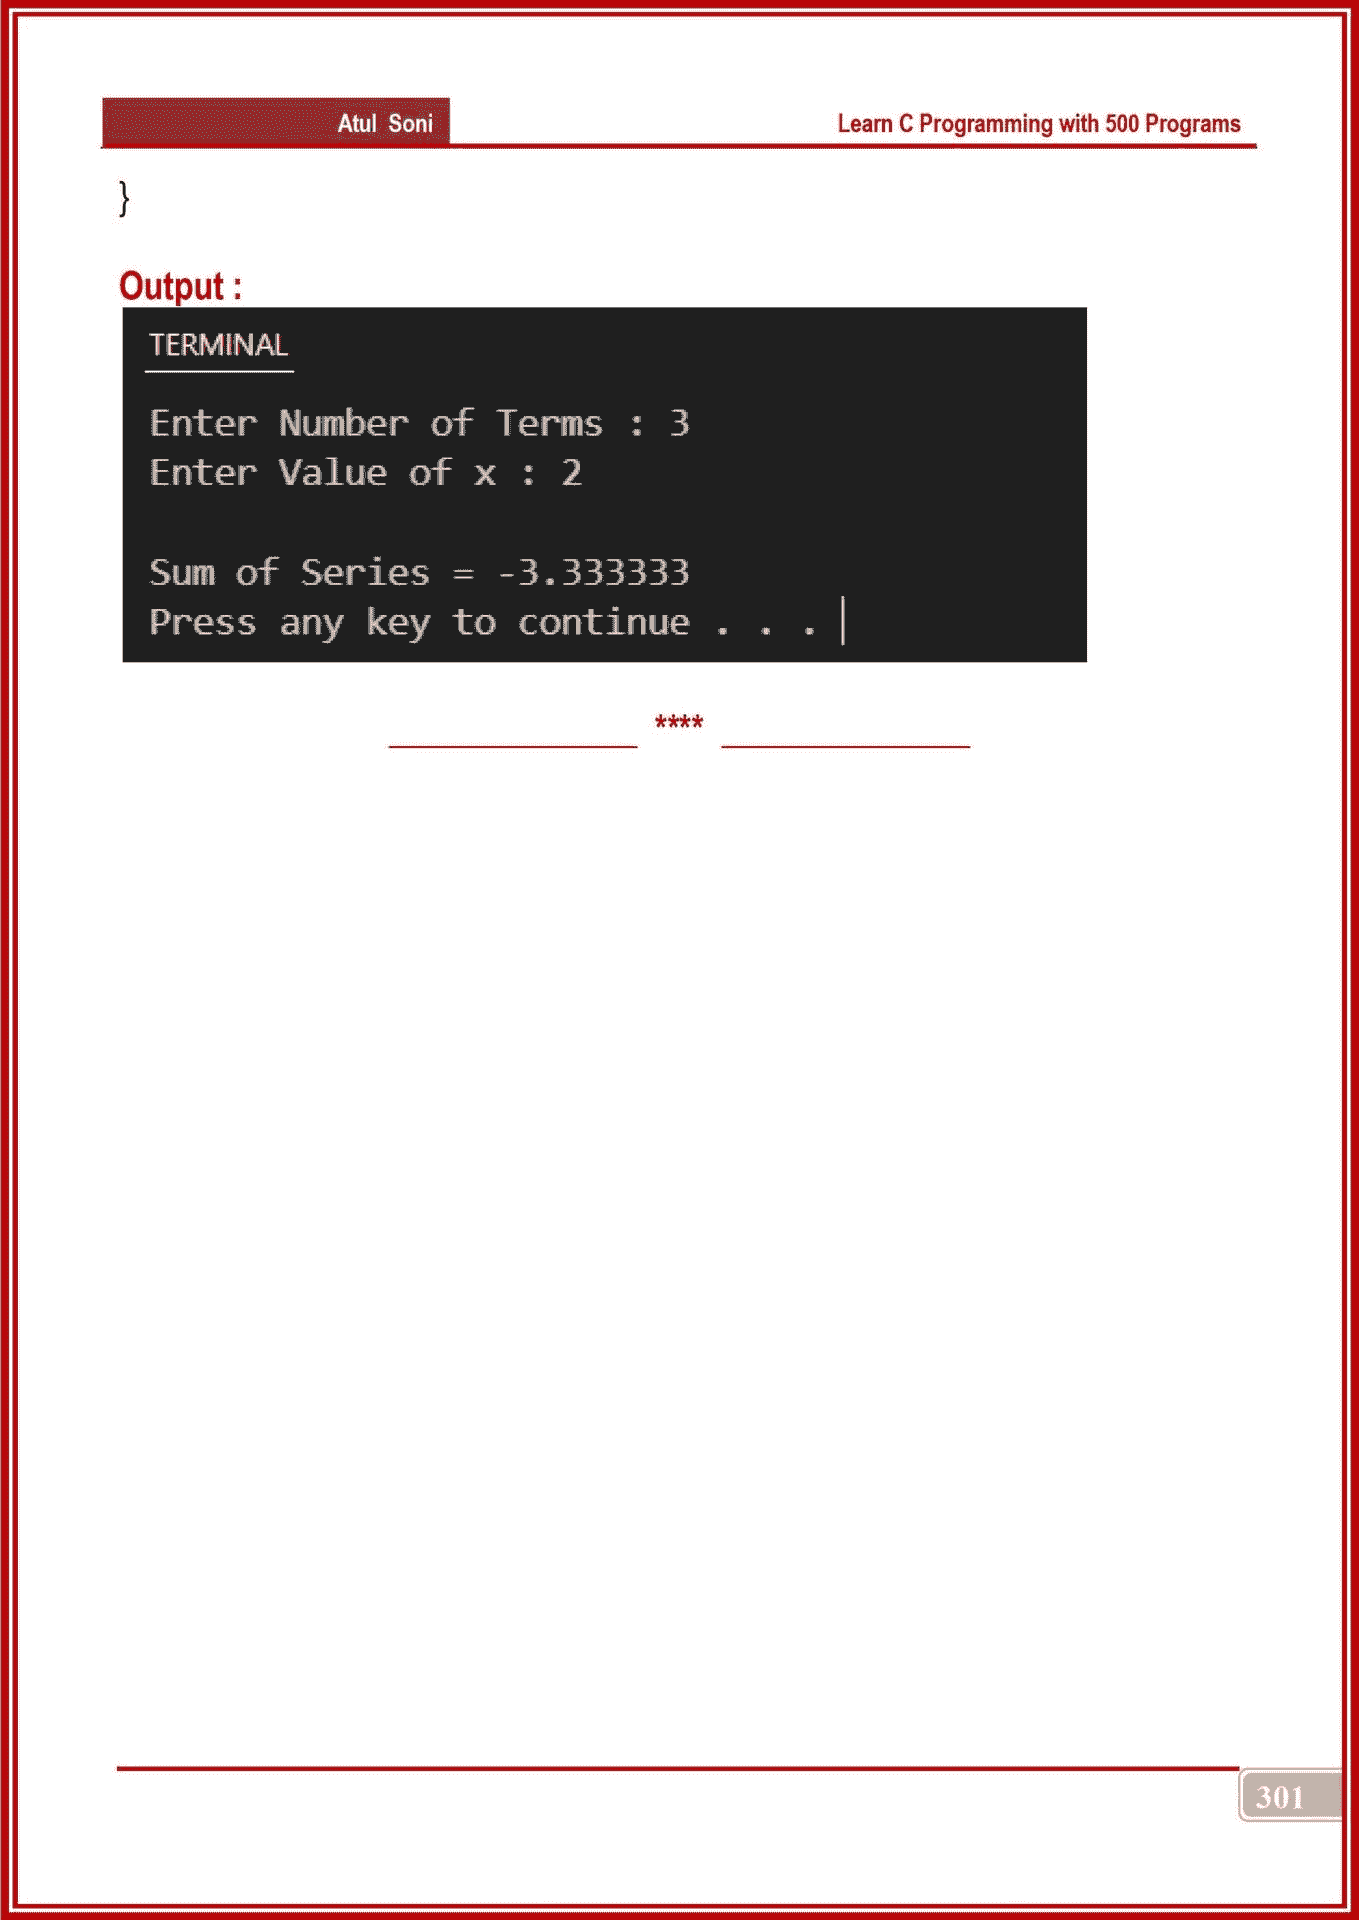 Atul Soni
Learn C Programming with 500 Programs
}
Output :
TERMINAL
Enter Number of Terms : 3
Enter Value of x : 2
Sum of Series = -3.333333
Press any key to continue . . .
****
301